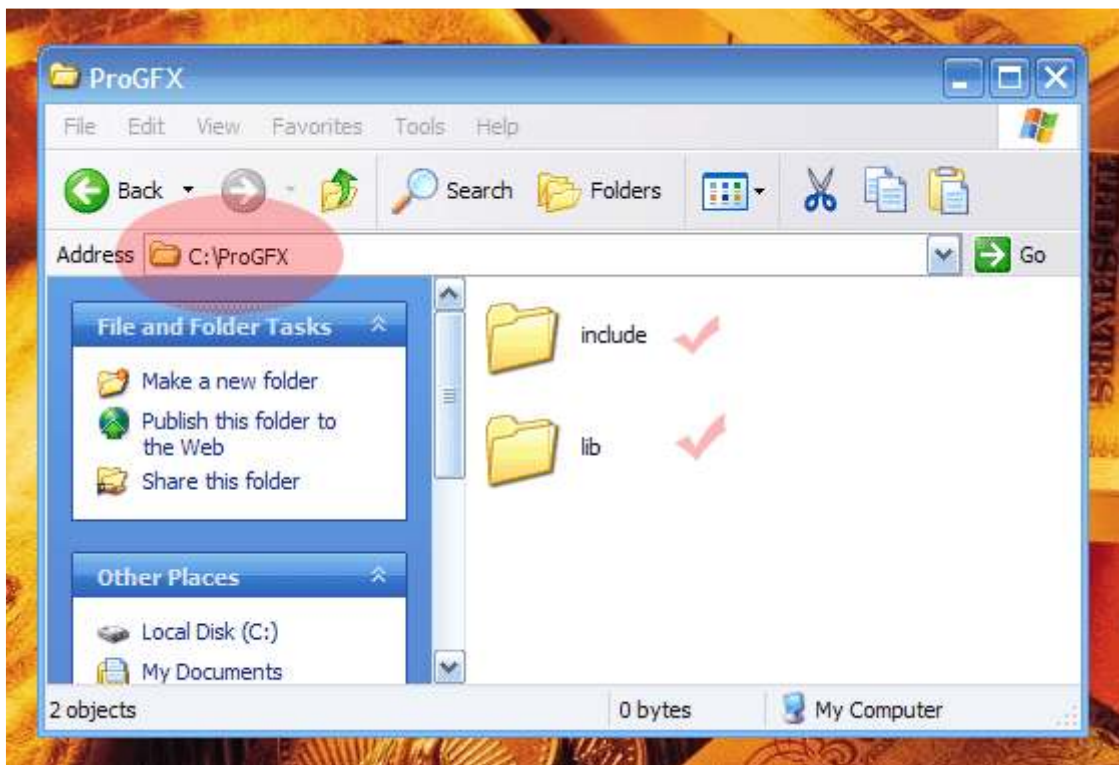 ProGFX
File Edit View Favorites Tools Help
Back Search Folders
Address C:\ProGFX Go
File and Folder Tasks
Make a new folder
Publish this folder to
the Web
Share this folder
Other Places
Local Disk (C:)
My Documents
include
lib
2 objects 0 bytes My Computer